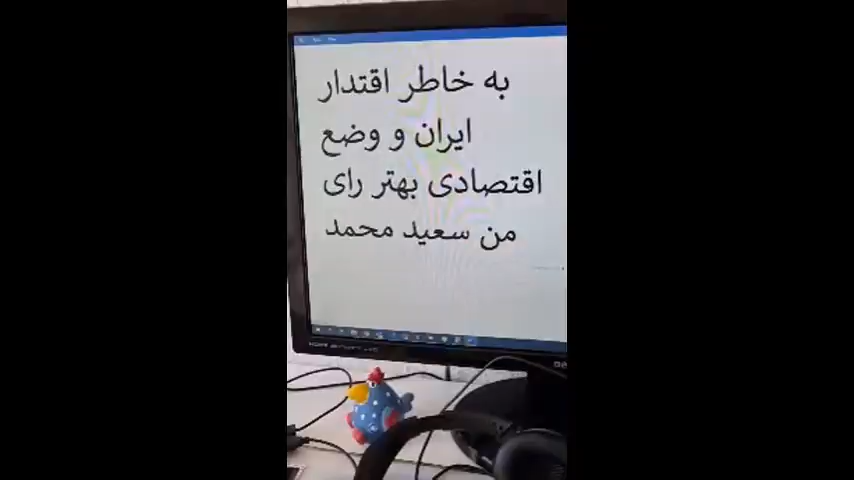 به خاطر اقتدار
ایران و وضع
اقتصادی بهتر رای
من سعید محمد